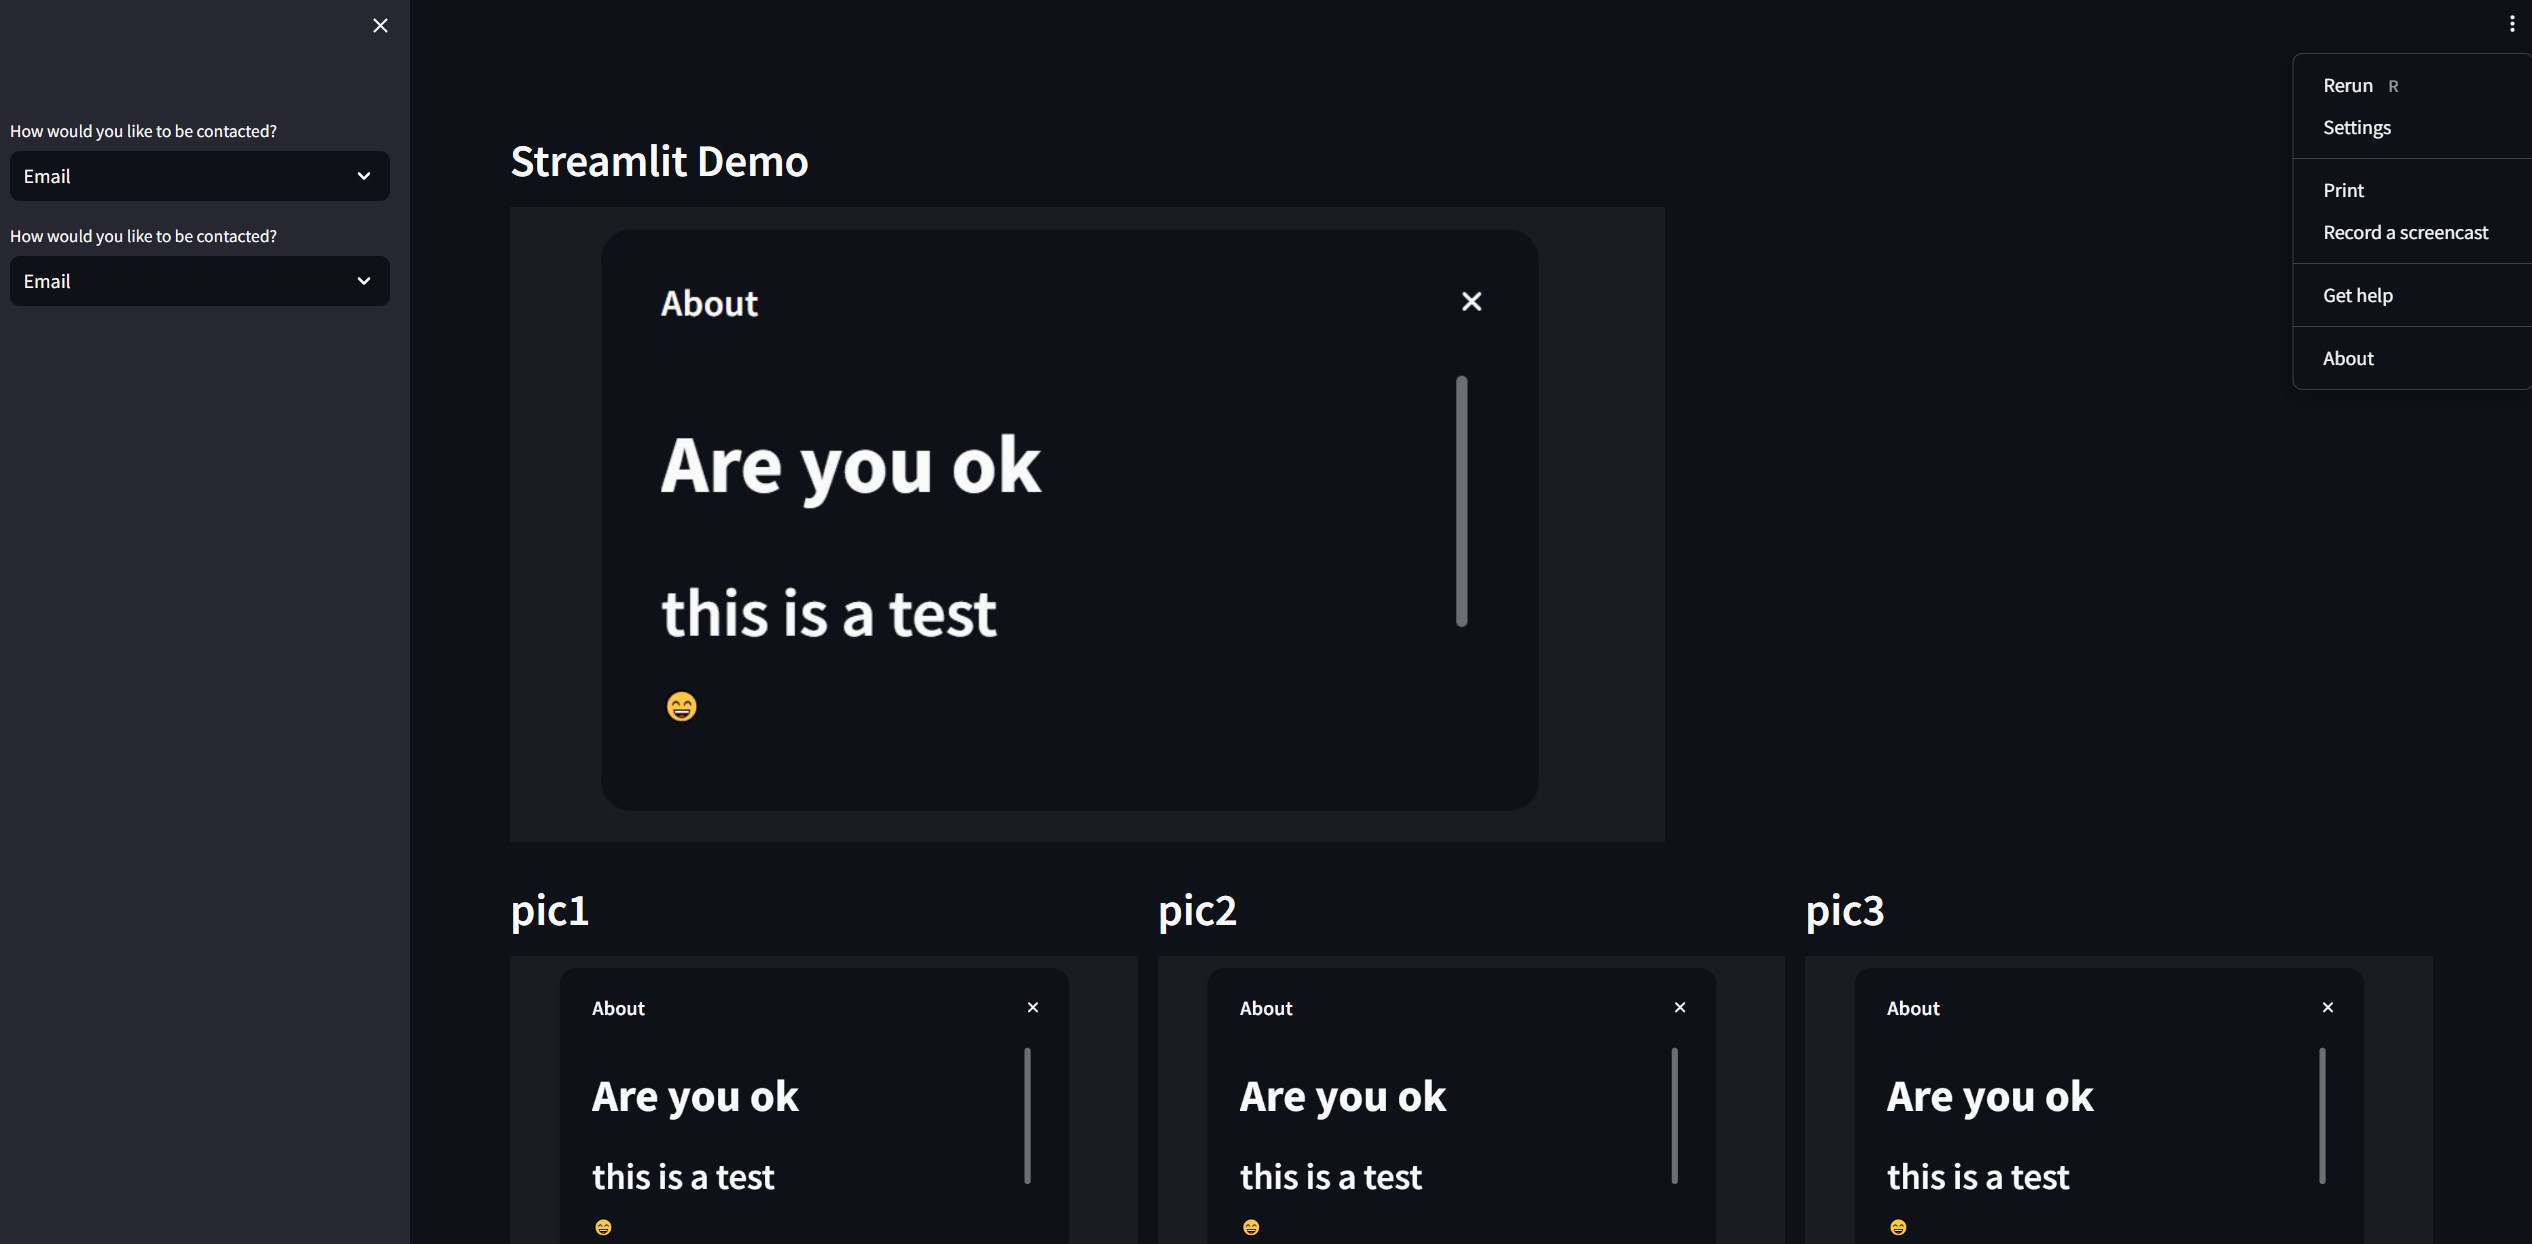 How would you like to be contacted?
Email
How would you like to be contacted?
Email
Rerun R
Settings
Print
Record a screencast
Get help
About
Streamlit Demo
About
Are you ok
this is a test
😄
pic1
About
Are you ok
this is a test
😄
pic2
About
Are you ok
this is a test
😄
pic3
About
Are you ok
this is a test
😄